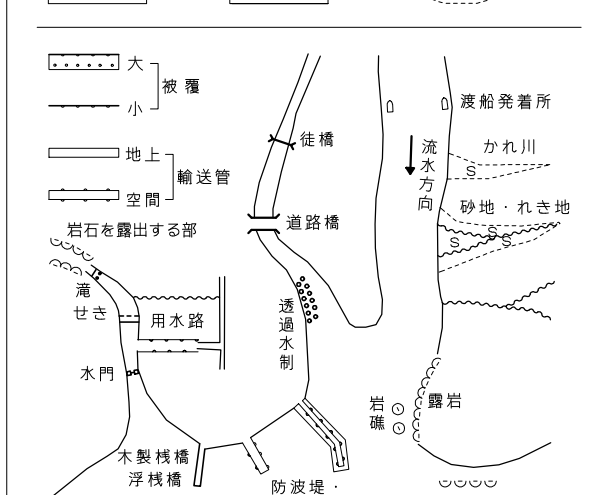 大
被覆
小
地上
輸送管
空間
岩石を露出する部
滝
せき
用水路
水門
木製桟橋
浮桟橋
徒橋
道路橋
透過水制
防波堤・
渡船発着所
流水方向
かれ川
S
砂地・れき地
S
S
S
岩礁
露岩